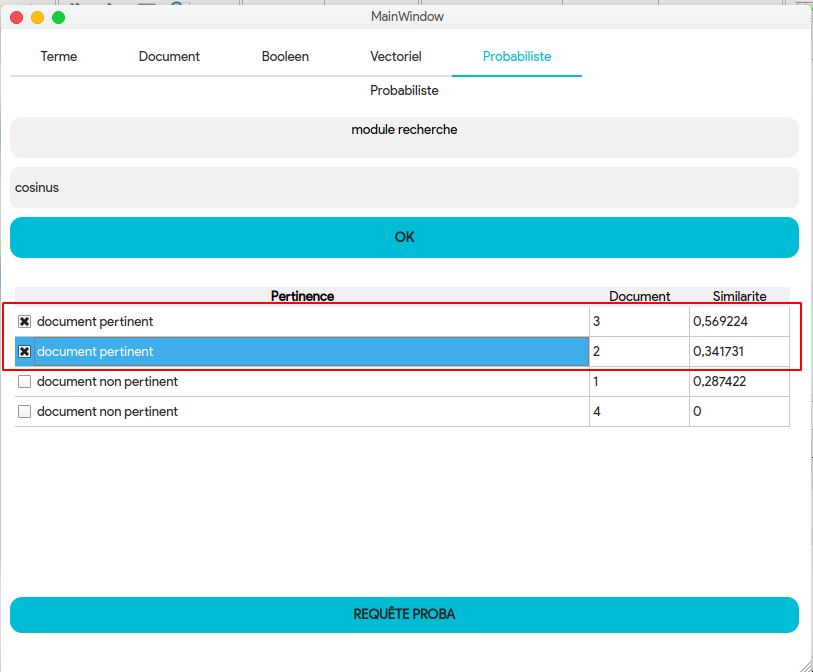 MainWindow
Terme Document Booleen Vectoriel Probabiliste
Probabiliste
module recherche
cosinus
OK
Pertinence Document Similarite
document pertinent 3 0,569224
document pertinent 2 0,341731
document non pertinent 1 0,287422
document non pertinent 4 0
REQUÊTE PROBA